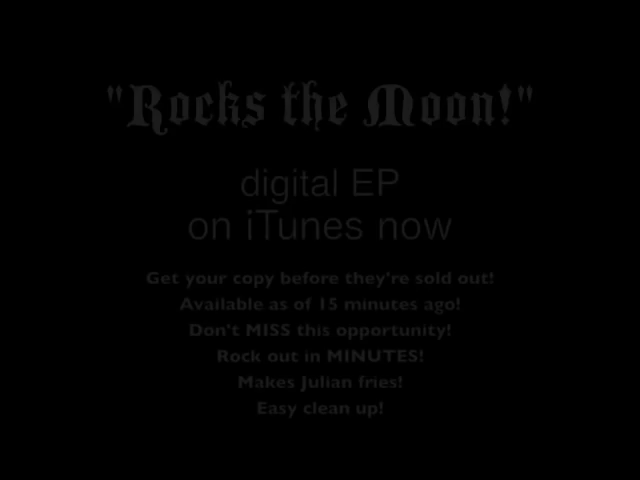 "Rocks the Moon!"
digital EP
on iTunes now
Get your copy before they're sold out!
Available as of 15 minutes ago!
Don't MISS this opportunity!
Rock out in MINUTES!
Makes Julian fries!
Easy clean up!